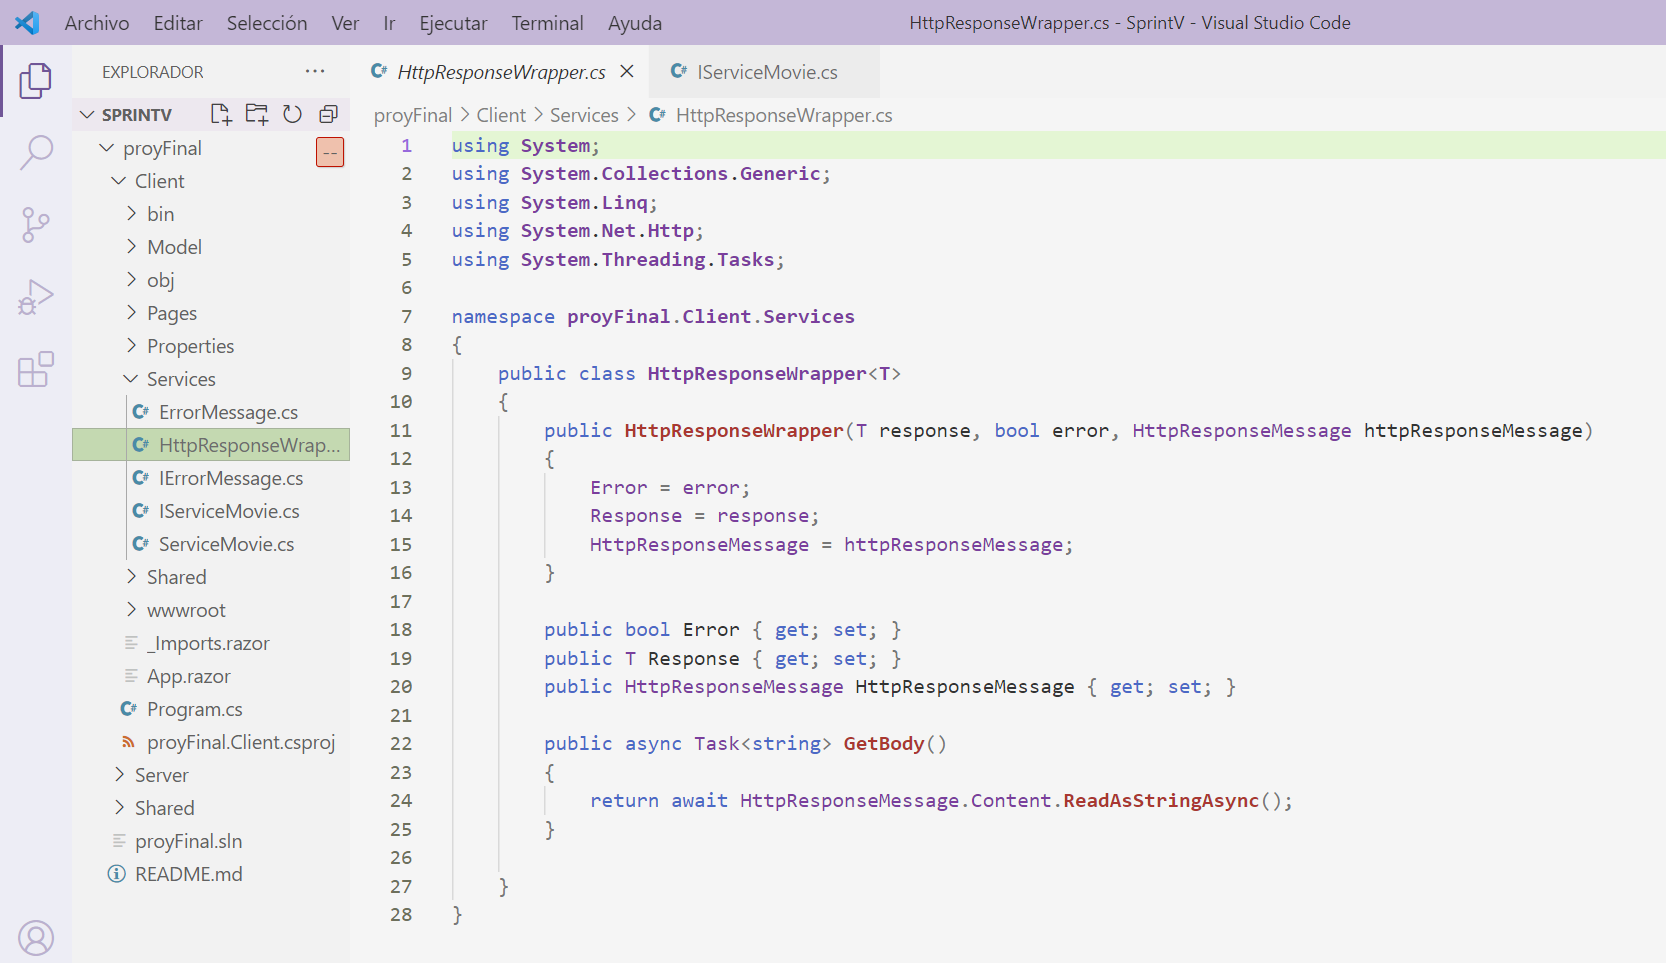 Archivo Editar Selección Ver Ir Ejecutar Terminal Ayuda HttpResponseWrapper.cs - SprintV - Visual Studio Code
EXPLORADOR ···
SPRINTV
proyFinal
--
Client
bin
Model
obj
Pages
Properties
Services
C# ErrorMessage.cs
C# HttpResponseWrap...
C# IErrorMessage.cs
C# IServiceMovie.cs
C# ServiceMovie.cs
Shared
wwwroot
_Imports.razor
App.razor
C# Program.cs
proyFinal.Client.csproj
Server
Shared
proyFinal.sln
README.md
C# HttpResponseWrapper.cs
C# IServiceMovie.cs
proyFinal > Client > Services > C# HttpResponseWrapper.cs
1 using System;
2 using System.Collections.Generic;
3 using System.Linq;
4 using System.Net.Http;
5 using System.Threading.Tasks;
6
7 namespace proyFinal.Client.Services
8 {
9 public class HttpResponseWrapper<T>
10 {
11 public HttpResponseWrapper(T response, bool error, HttpResponseMessage httpResponseMessage)
12 {
13 Error = error;
14 Response = response;
15 HttpResponseMessage = httpResponseMessage;
16 }
17
18 public bool Error { get; set; }
19 public T Response { get; set; }
20 public HttpResponseMessage HttpResponseMessage { get; set; }
21
22 public async Task<string> GetBody()
23 {
24 return await HttpResponseMessage.Content.ReadAsStringAsync();
25 }
26
27 }
28 }